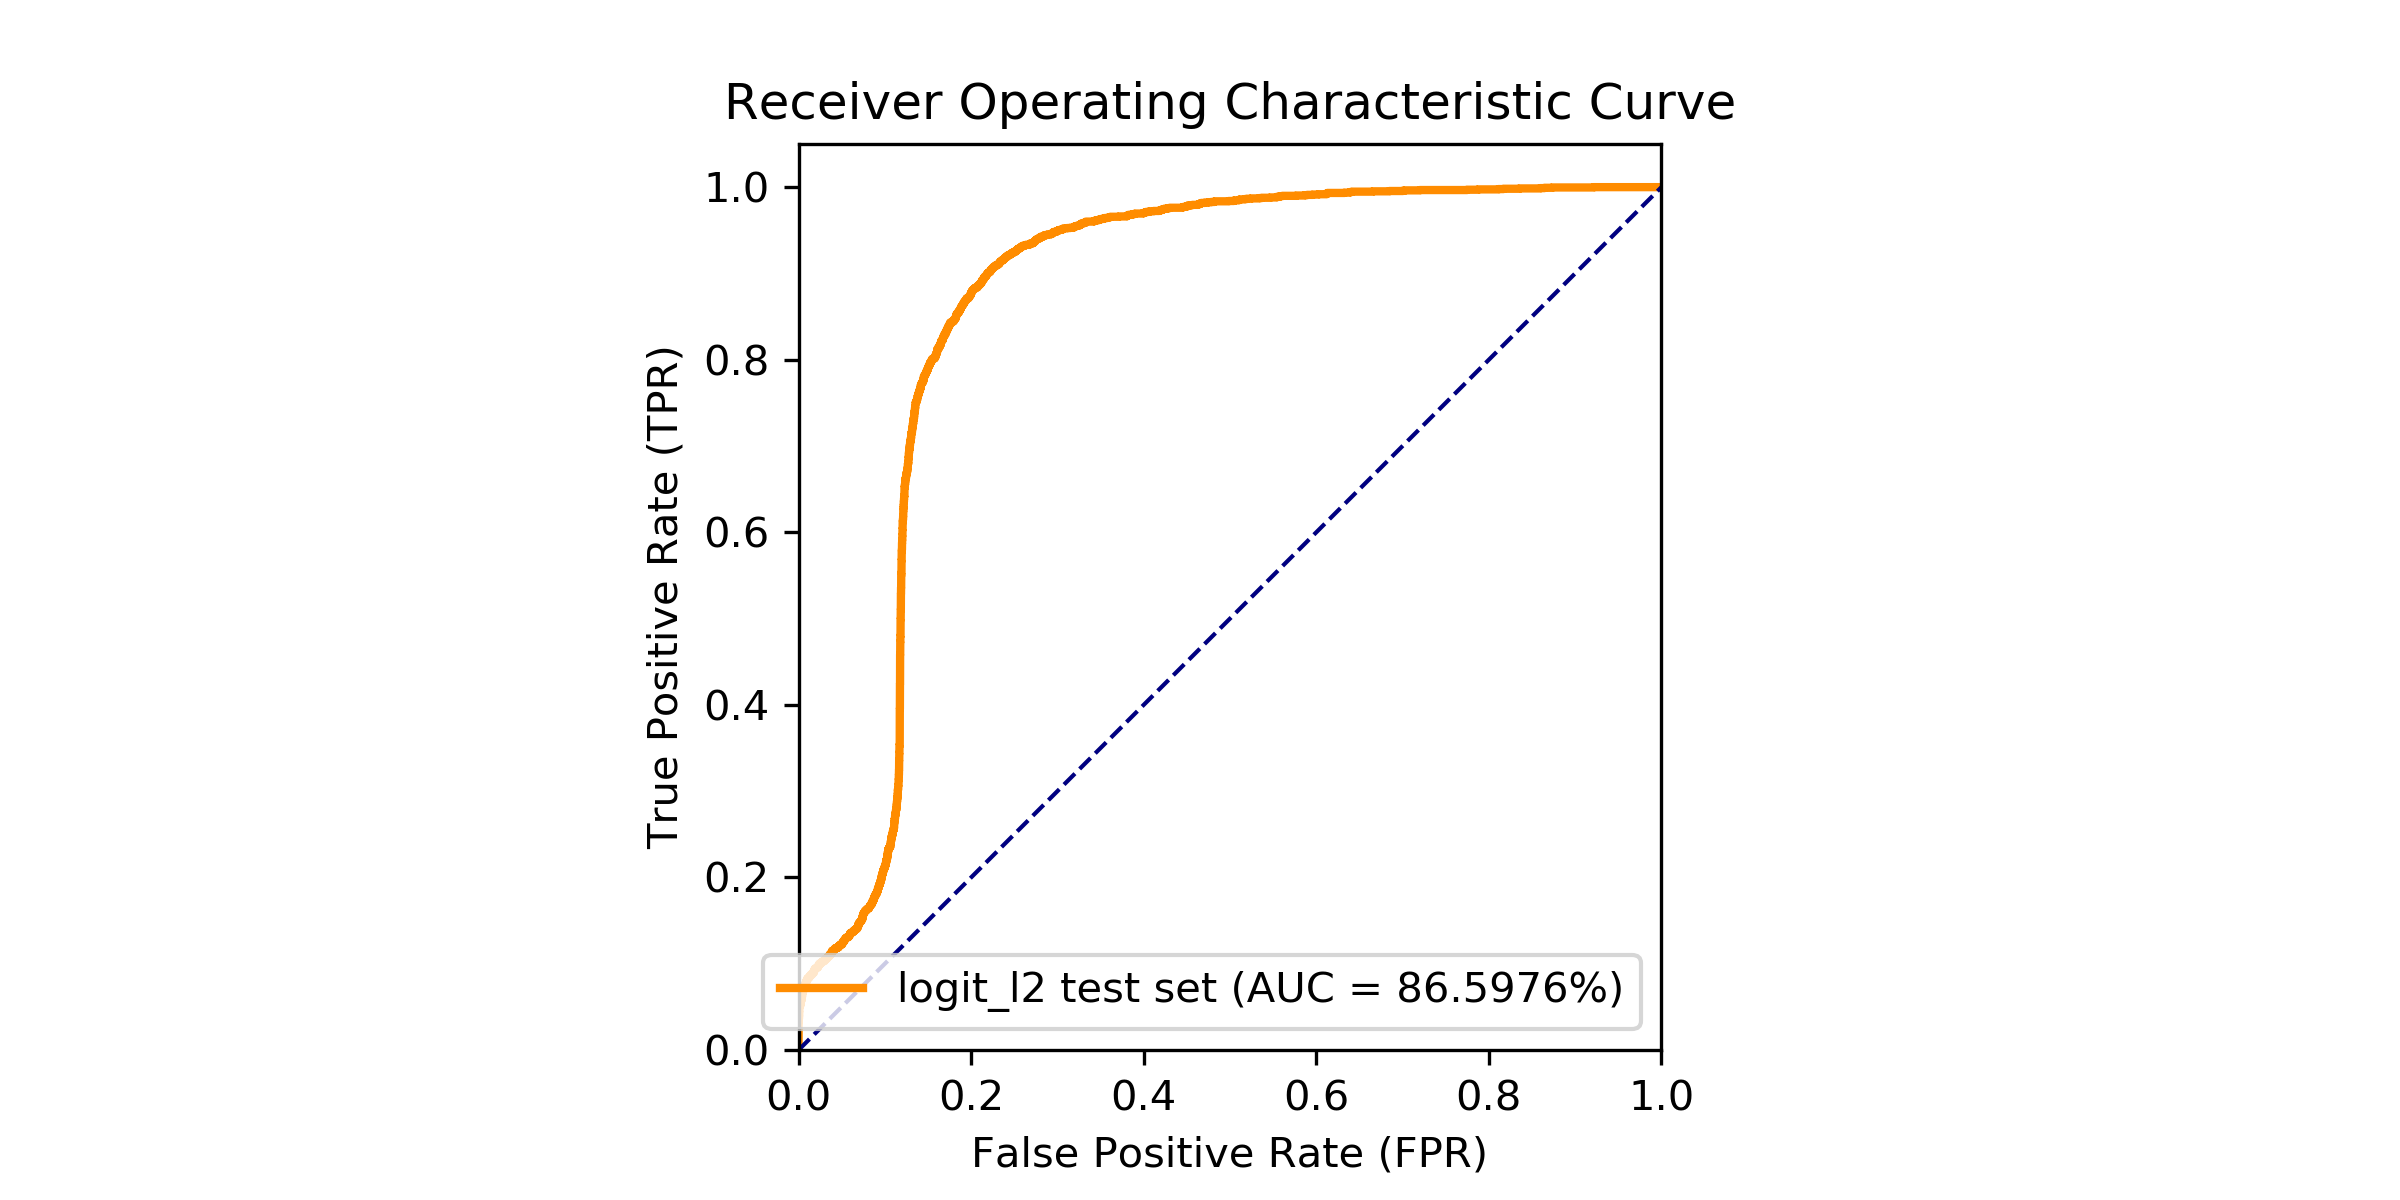 Receiver Operating Characteristic Curve
True Positive Rate (TPR)
1.0
0.8
0.6
0.4
0.2
0.0
logit_l2 test set (AUC = 86.5976%)
0.0 0.2 0.4 0.6 0.8 1.0
False Positive Rate (FPR)